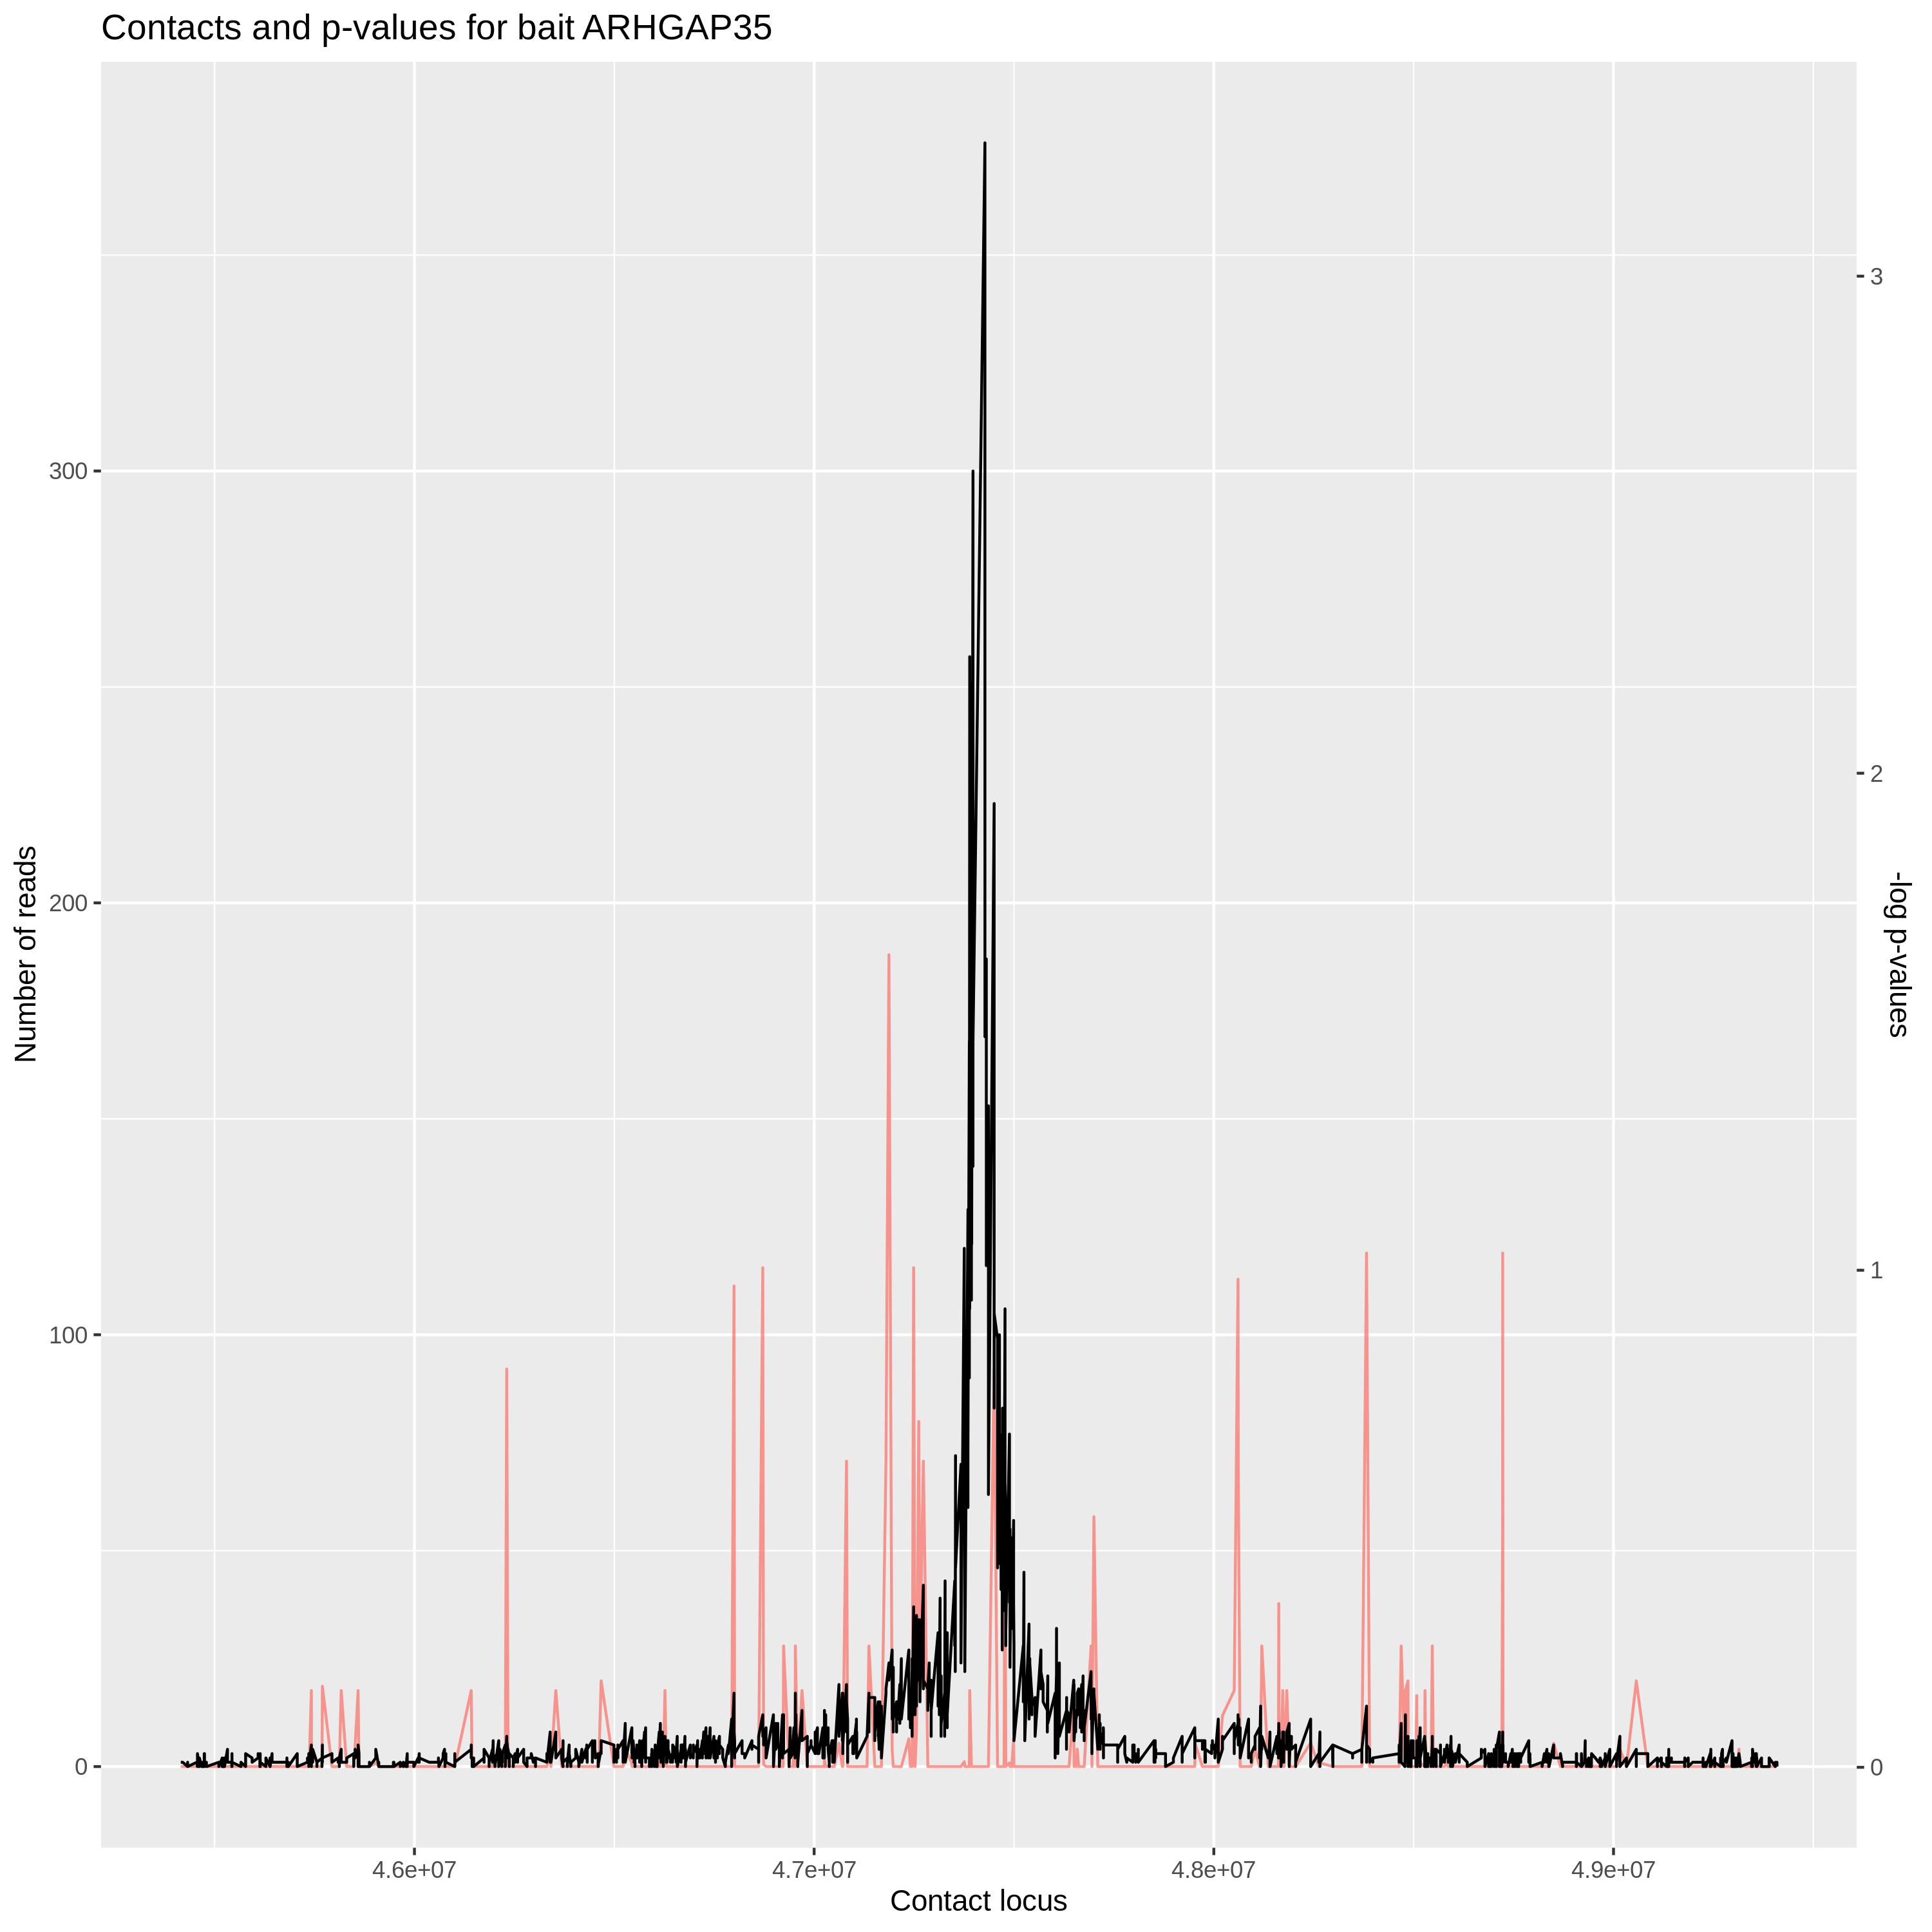 Contacts and p-values for bait ARHGAP35
Number of reads
300
200
100
0
3
2
1
0
-log p-values
4.6e+07 4.7e+07 4.8e+07 4.9e+07
Contact locus